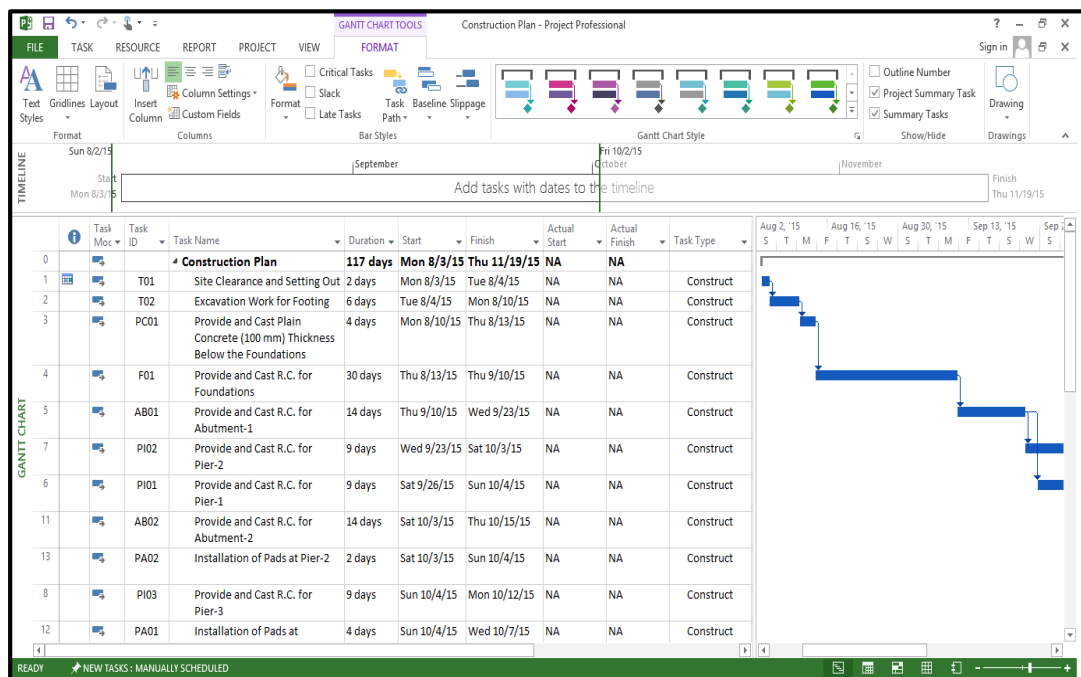 GANTT CHART TOOLS
Construction Plan - Project Professional
?
FILE TASK RESOURCE REPORT PROJECT VIEW FORMAT
Sign in
Text Styles
Gridlines
Layout
Format
Insert Column
Column Settings
Custom Fields
Columns
Format
Critical Tasks
Slack
Late Tasks
Task Path
Baseline
Slippage
Bar Styles
Gantt Chart Style
Outline Number
Project Summary Task
Summary Tasks
Show/Hide
Drawing
Drawings
TIMELINE
Sun 8/2/15
Fri 10/2/15
September
October
November
Start
Mon 8/3/15
Add tasks with dates to the timeline
Finish
Thu 11/19/15
GANTT CHART
Task Moc
Task ID
Task Name
Duration
Start
Finish
Actual Start
Actual Finish
Task Type
0 Construction Plan 117 days Mon 8/3/15 Thu 11/19/15 NA NA
1 T01 Site Clearance and Setting Out 2 days Mon 8/3/15 Tue 8/4/15 NA NA Construct
2 T02 Excavation Work for Footing 6 days Tue 8/4/15 Mon 8/10/15 NA NA Construct
3 PC01 Provide and Cast Plain 4 days Mon 8/10/15 Thu 8/13/15 NA NA Construct
Concrete (100 mm) Thickness
Below the Foundations
4 F01 Provide and Cast R.C. for 30 days Thu 8/13/15 Thu 9/10/15 NA NA Construct
Foundations
5 AB01 Provide and Cast R.C. for 14 days Thu 9/10/15 Wed 9/23/15 NA NA Construct
Abutment-1
7 PI02 Provide and Cast R.C. for 9 days Wed 9/23/15 Sat 10/3/15 NA NA Construct
Pier-2
6 PI01 Provide and Cast R.C. for 9 days Sat 9/26/15 Sun 10/4/15 NA NA Construct
Pier-1
11 AB02 Provide and Cast R.C. for 14 days Sat 10/3/15 Thu 10/15/15 NA NA Construct
Abutment-2
13 PA02 Installation of Pads at Pier-2 2 days Sat 10/3/15 Sun 10/4/15 NA NA Construct
8 PI03 Provide and Cast R.C. for 9 days Sun 10/4/15 Mon 10/12/15 NA NA Construct
Pier-3
12 PA01 Installation of Pads at 4 days Sun 10/4/15 Wed 10/7/15 NA NA Construct
Aug 2, '15 Aug 16, '15 Aug 30, '15 Sep 13, '15 Sep
S T M F T S W S T M F T S W S
READY NEW TASKS : MANUALLY SCHEDULED